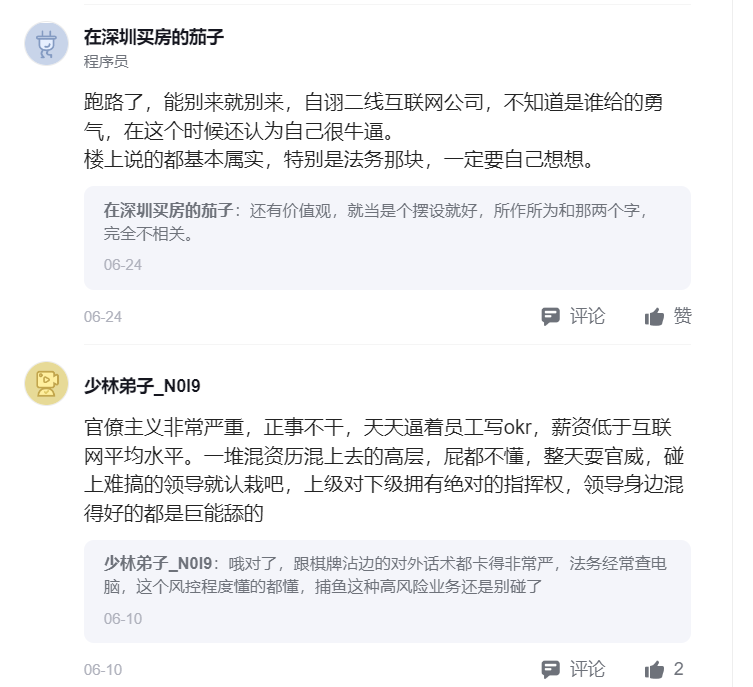 在深圳买房的茄子
程序员
跑路了，能别来就别来，自诩二线互联网公司，不知道是谁给的勇
气，在这个时候还认为自己很牛逼。
楼上说的都基本属实，特别是法务那块，一定要自己想想。
在深圳买房的茄子：还有价值观，就当是个摆设就好，所作所为和那两个字，
完全不相关。
06-24
06-24
评论
赞
少林弟子_N0I9
官僚主义非常严重，正事不干，天天逼着员工写okr，薪资低于互联
网平均水平。一堆混资历混上去的高层，屁都不懂，整天耍官威，碰
上难搞的领导就认栽吧，上级对下级拥有绝对的指挥权，领导身边混
得好的都是巨能舔的
少林弟子_N0I9：哦对了，跟棋牌沾边的对外话术都卡得非常严，法务经常查电
脑，这个风控程度懂的都懂，捕鱼这种高风险业务还是别碰了
06-10
06-10
评论
2